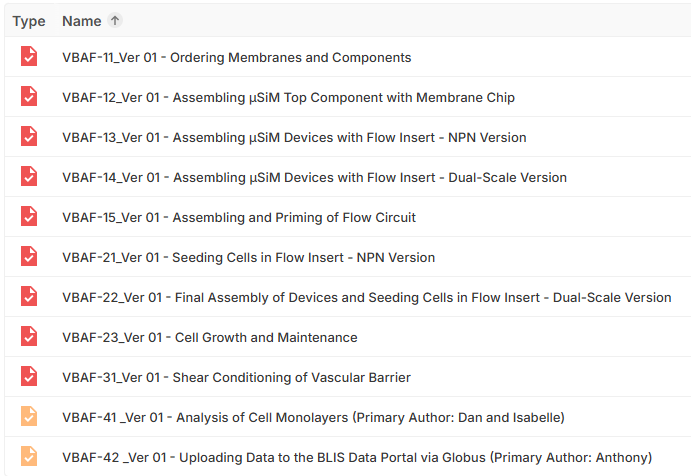 Type Name ↑
VBAF-11_Ver 01 - Ordering Membranes and Components
VBAF-12_Ver 01 - Assembling µSiM Top Component with Membrane Chip
VBAF-13_Ver 01 - Assembling µSiM Devices with Flow Insert - NPN Version
VBAF-14_Ver 01 - Assembling µSiM Devices with Flow Insert - Dual-Scale Version
VBAF-15_Ver 01 - Assembling and Priming of Flow Circuit
VBAF-21_Ver 01 - Seeding Cells in Flow Insert - NPN Version
VBAF-22_Ver 01 - Final Assembly of Devices and Seeding Cells in Flow Insert - Dual-Scale Version
VBAF-23_Ver 01 - Cell Growth and Maintenance
VBAF-31_Ver 01 - Shear Conditioning of Vascular Barrier
VBAF-41 _Ver 01 - Analysis of Cell Monolayers (Primary Author: Dan and Isabelle)
VBAF-42 _Ver 01 - Uploading Data to the BLIS Data Portal via Globus (Primary Author: Anthony)